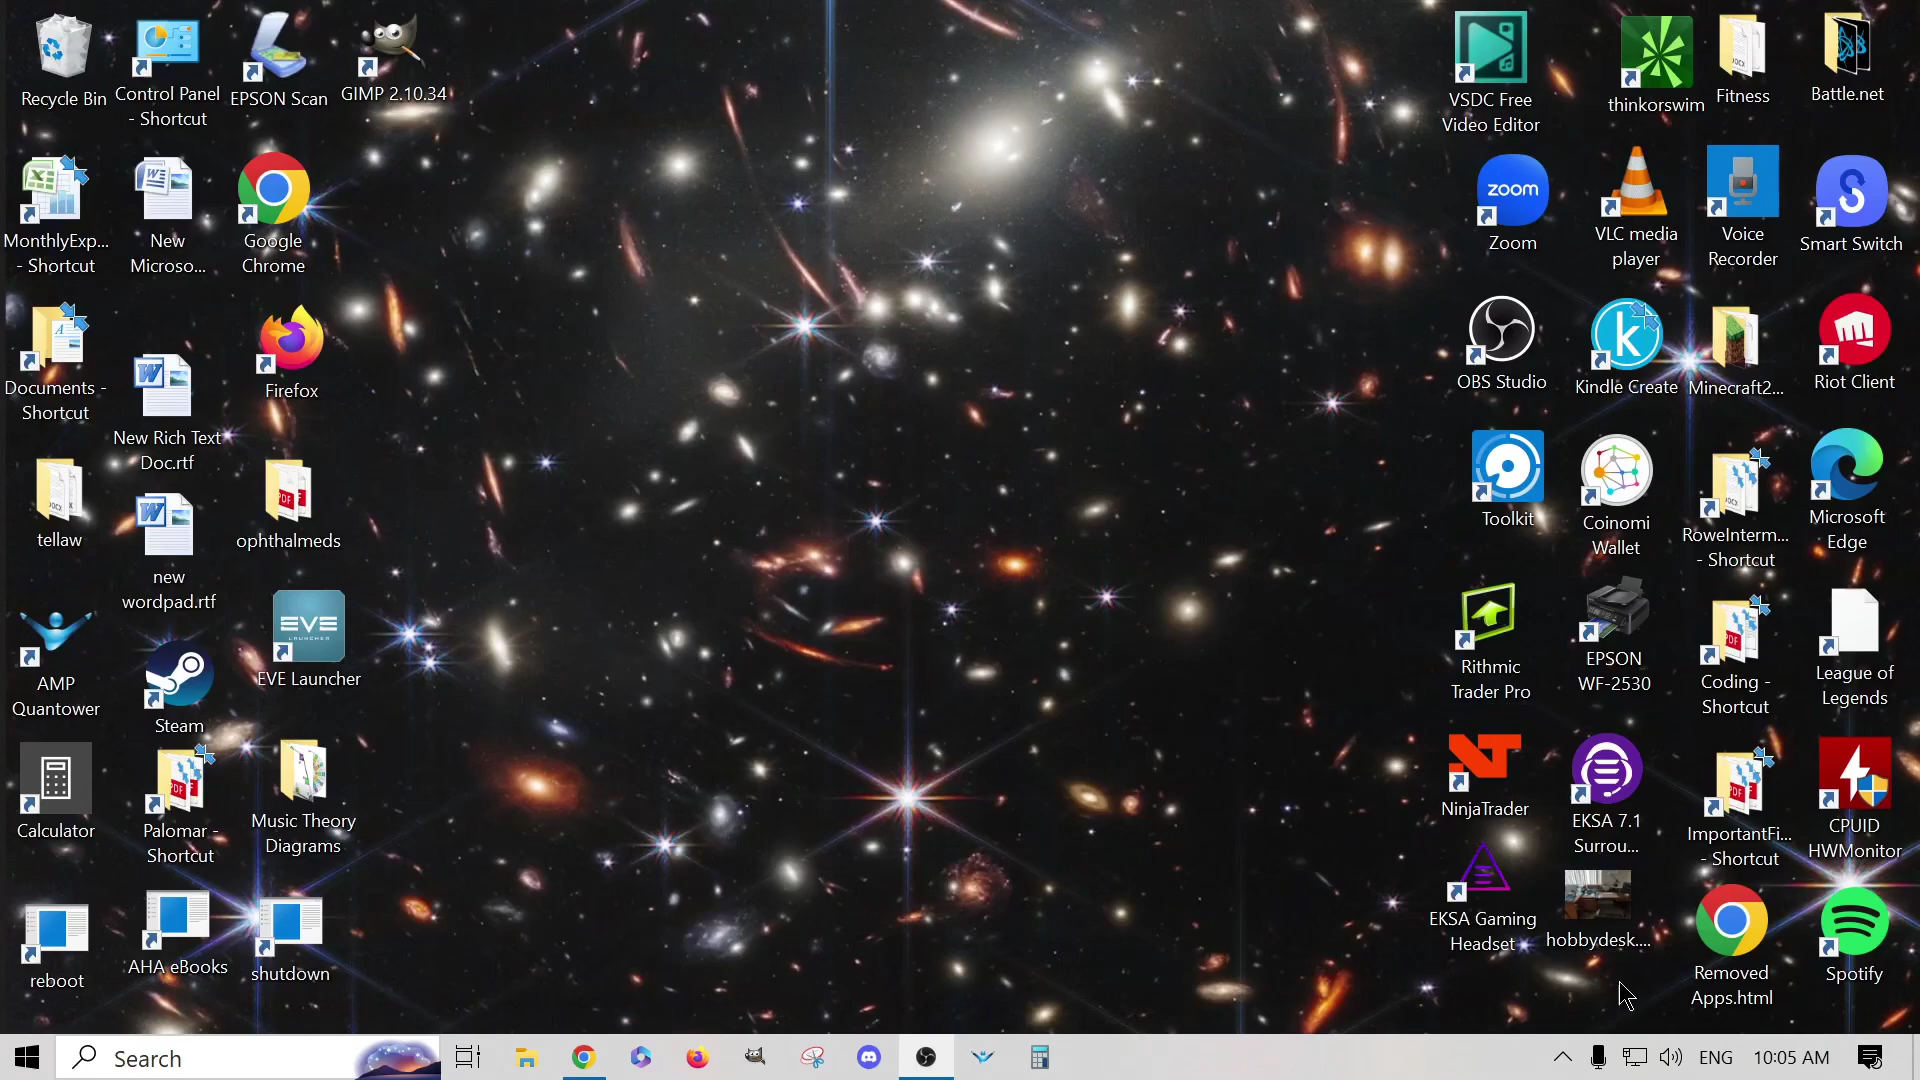 Recycle Bin
Control Panel
- Shortcut
EPSON Scan
GIMP 2.10.34
MonthlyExp...
- Shortcut
New
Microso...
Google
Chrome
Documents -
Shortcut
New Rich Text
Doc.rtf
Firefox
tellaw
new
wordpad.rtf
ophthalmeds
AMP
Quantower
Steam
EVE
LAUNCHER
EVE Launcher
Calculator
Palomar -
Shortcut
Music Theory
Diagrams
reboot
AHA eBooks
shutdown
VSDC Free
Video Editor
thinkorswim
Fitness
Battle.net
zoom
Zoom
VLC media
player
Voice
Recorder
Smart Switch
OBS Studio
Kindle Create
Minecraft2...
Riot Client
Toolkit
Coinomi
Wallet
RoweInterm...
- Shortcut
Microsoft
Edge
Rithmic
Trader Pro
EPSON
WF-2530
Coding -
Shortcut
League of
Legends
NinjaTrader
EKSA 7.1
Surrou...
ImportantFi...
- Shortcut
CPUID
HWMonitor
EKSA Gaming
Headset
hobbydesk....
Removed
Apps.html
Spotify
Search
ENG
10:05 AM